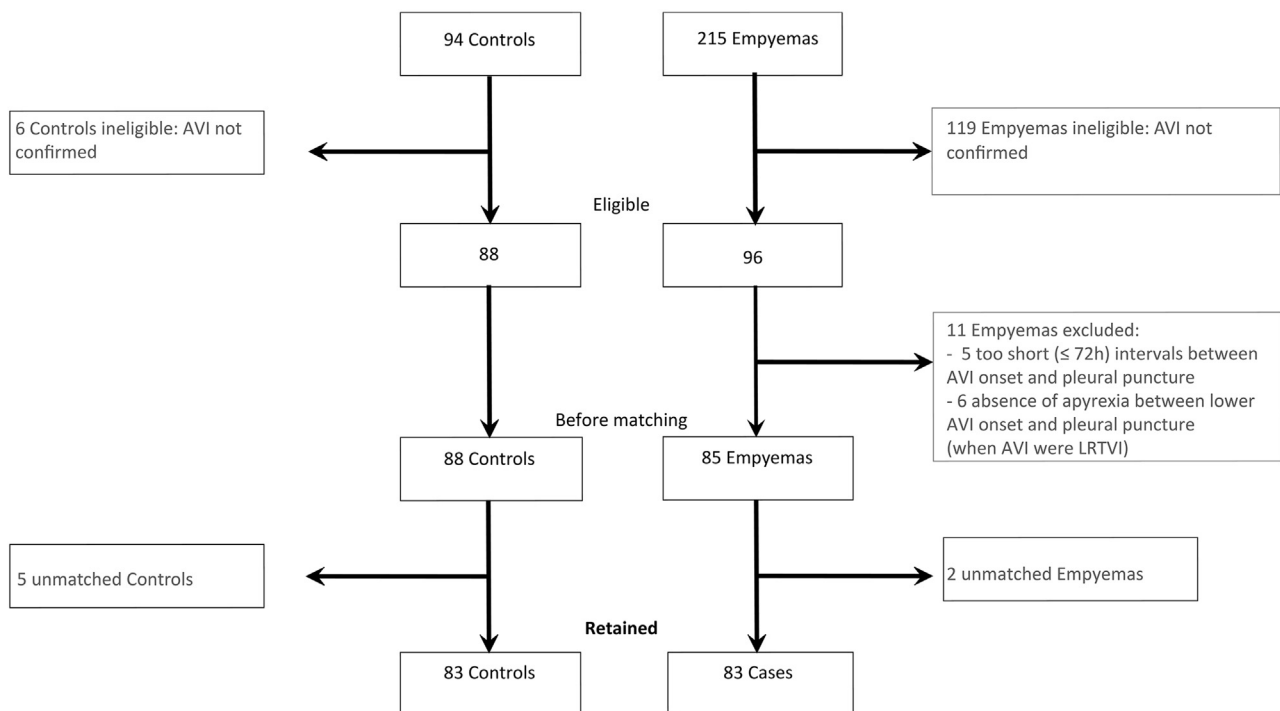 94 Controls
215 Empyemas
6 Controls ineligible: AVI not
confirmed
119 Empyemas ineligible: AVI not
confirmed
Eligible
88
96
11 Empyemas excluded:
- 5 too short (≤ 72h) intervals between
AVI onset and pleural puncture
- 6 absence of apyrexia between lower
AVI onset and pleural puncture
(when AVI were LRTVI)
Before matching
88 Controls
85 Empyemas
5 unmatched Controls
2 unmatched Empyemas
Retained
83 Controls
83 Cases